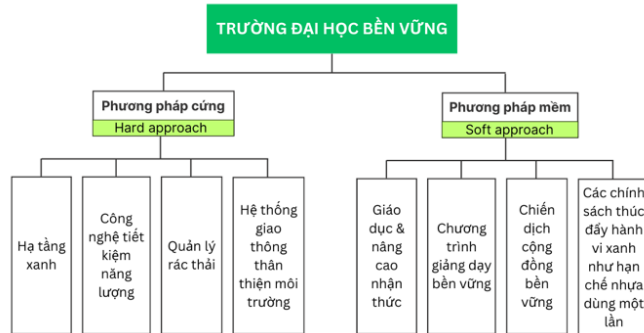 TRƯỜNG ĐẠI HỌC BỀN VỮNG
Phương pháp cứng
Hard approach
Phương pháp mềm
Soft approach
Hạ tầng
xanh
Công
nghệ tiết
kiệm
năng
lượng
Quản lý
rác thải
Hệ thống
giao
thông
thân
thiện môi
trường
Giáo
dục &
nâng
cao
nhận
thức
Chương
trình
giảng dạy
bền vững
Chiến
dịch
cộng
đồng
bền
vững
Các chính
sách thúc
đẩy hành
vi xanh
như hạn
chế nhựa
dùng một
lần